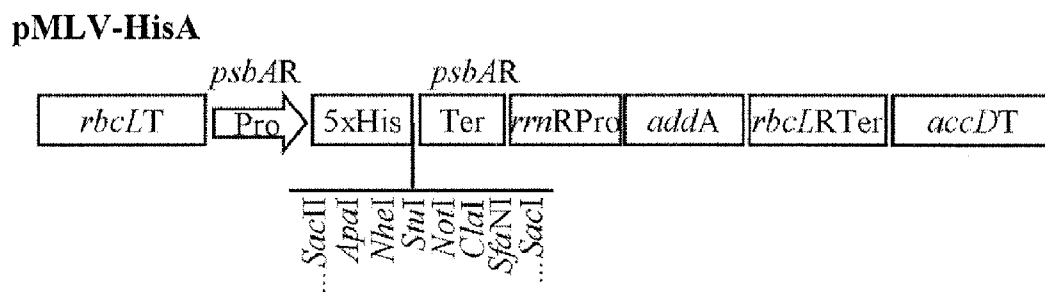 pMLV-HisA
psbAR psbAR
rbcLT Pro 5xHis Ter rrnRPro addA rbcLRTer accDT
...SacII
ApaI
NheI
StuI
NotI
ClaI
SfaNI
...SacI